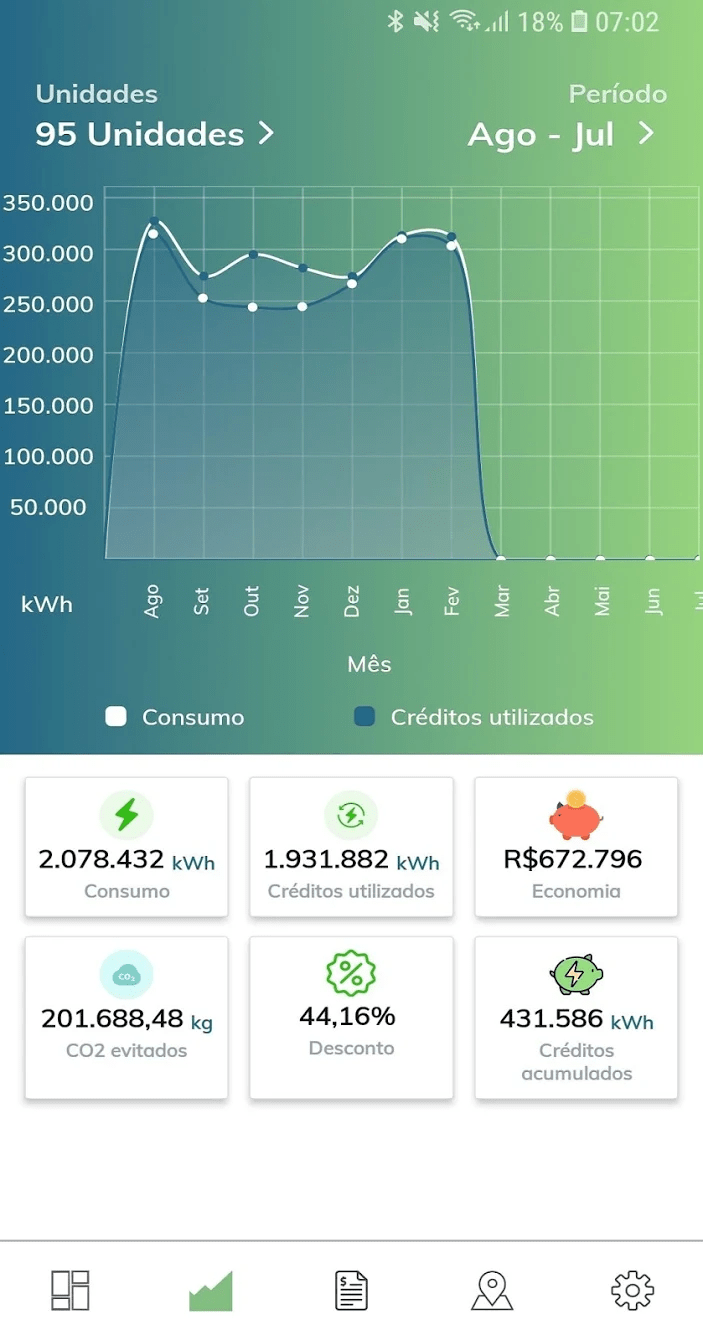 18% 07:02
Unidades Período
95 Unidades Ago - Jul
350.000
300.000
250.000
200.000
150.000
100.000
50.000
kWh Ago Set Out Nov Dez Jan Fev Mar Abr Mai Jun Jul
Mês
Consumo Créditos utilizados
2.078.432 kWh 1.931.882 kWh R$672.796
Consumo Créditos utilizados Economia
CO₂
201.688,48 kg 44,16% 431.586 kWh
CO2 evitados Desconto Créditos
acumulados
$